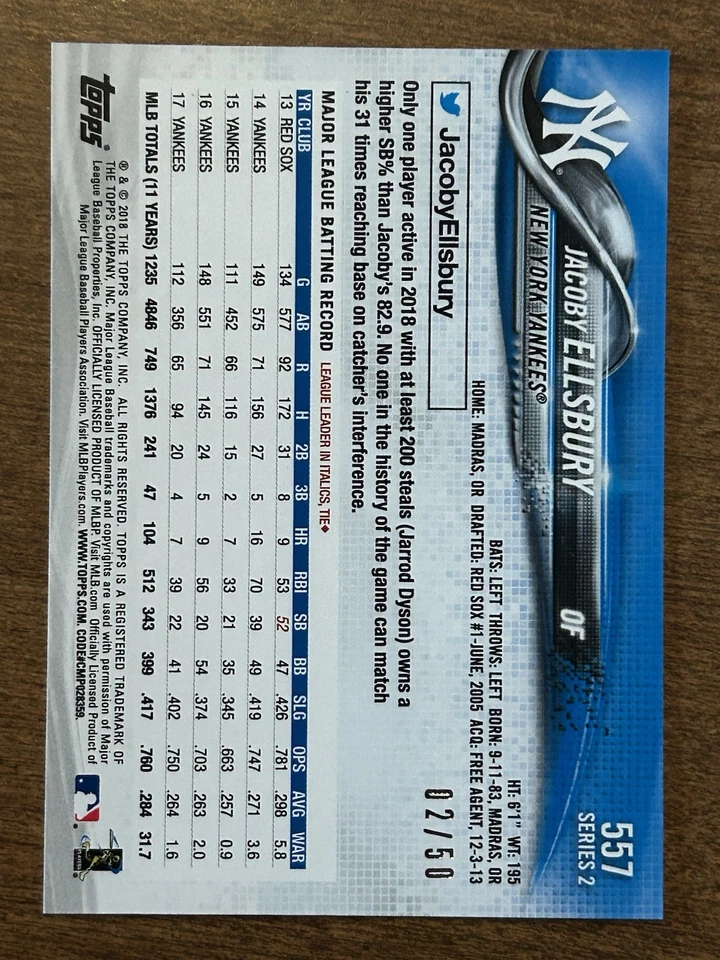 557
SERIES 2
NY®
JACOBY ELLSBURY OF
NEW YORK YANKEES®
HT: 6'1" WT: 195
BATS: LEFT THROWS: LEFT BORN: 9-11-83, MADRAS, OR
HOME: MADRAS, OR DRAFTED: RED SOX #1-JUNE, 2005 ACQ: FREE AGENT, 12-3-13
JacobyEllsbury
02/50
Only one player active in 2018 with at least 200 steals (Jarrod Dyson) owns a
higher SB% than Jacoby's 82.9. No one in the history of the game can match
his 31 times reaching base on catcher's interference.
MAJOR LEAGUE BATTING RECORD LEAGUE LEADER IN ITALICS, TIE♦
YR CLUB G AB R H 2B 3B HR RBI SB BB SLG OPS AVG WAR
13 RED SOX 134 577 92 172 31 8 9 53 52 47 .426 .781 .298 5.8
14 YANKEES 149 575 71 156 27 5 16 70 39 49 .419 .747 .271 3.6
15 YANKEES 111 452 66 116 15 2 7 33 21 35 .345 .663 .257 0.9
16 YANKEES 148 551 71 145 24 5 9 56 20 54 .374 .703 .263 2.0
17 YANKEES 112 356 65 94 20 4 7 39 22 41 .402 .750 .264 1.6
MLB TOTALS (11 YEARS) 1235 4846 749 1376 241 47 104 512 343 399 .417 .760 .284 31.7
topps®
® & © 2018 THE TOPPS COMPANY, INC. ALL RIGHTS RESERVED. TOPPS IS A REGISTERED TRADEMARK OF
THE TOPPS COMPANY, INC. Major League Baseball trademarks and copyrights are used with permission of Major
League Baseball Properties, Inc. OFFICIALLY LICENSED PRODUCT OF MLBP. Visit MLB.com Officially Licensed Product of
Major League Baseball Players Association. Visit MLBPlayers.com. WWW.TOPPS.COM. CODE#CMP028359.
PLAYERS